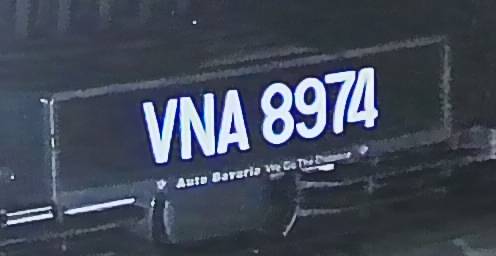 VNA 8974
Auto Bavaria We Go The Distance